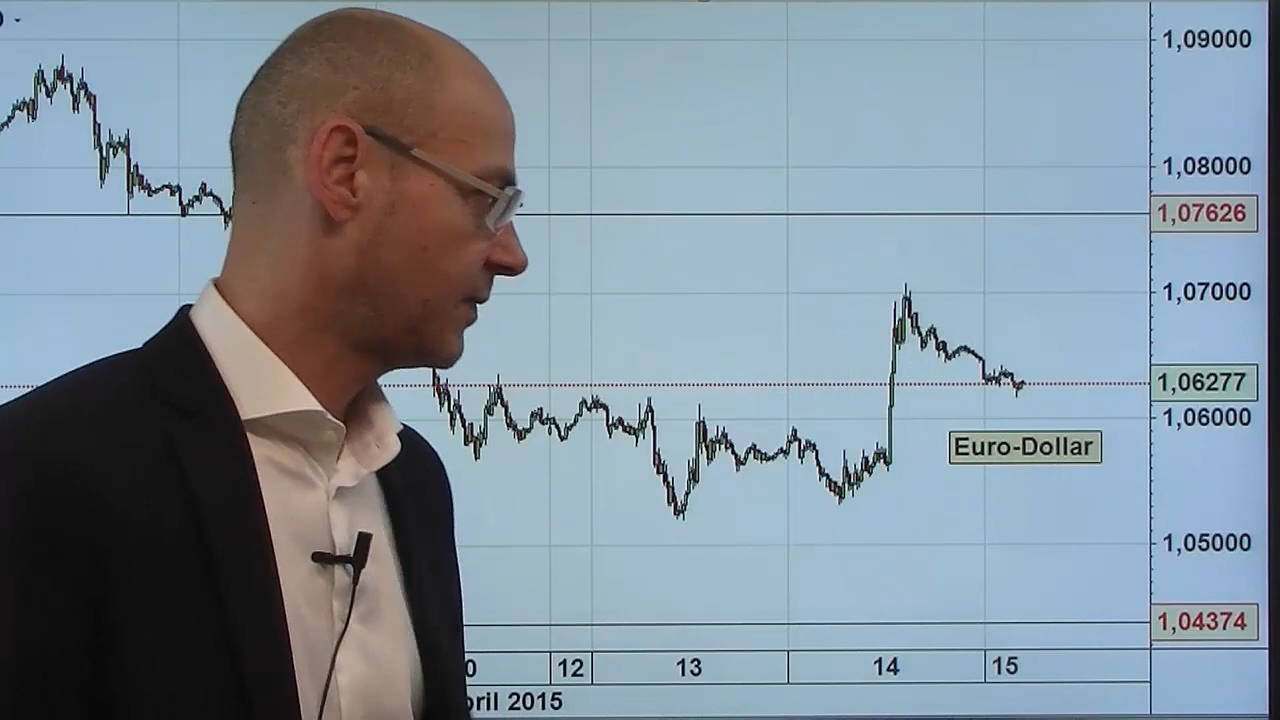 1,09000
1,08000
1,07626
1,07000
1,06277
1,06000
Euro-Dollar
1,05000
1,04374
0 12 13 14 15
pril 2015